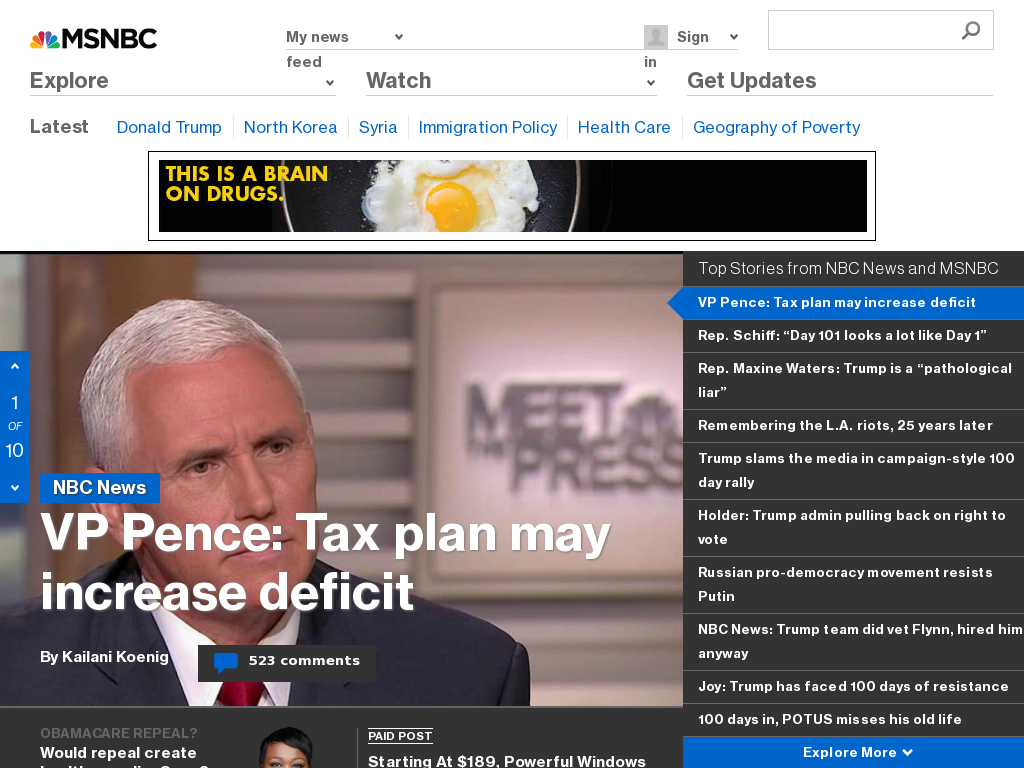 MSNBC
My news
feed
Sign
in
Explore
Watch
Get Updates
Latest
Donald Trump
North Korea
Syria
Immigration Policy
Health Care
Geography of Poverty
THIS IS A BRAIN
ON DRUGS.
Top Stories from NBC News and MSNBC
VP Pence: Tax plan may increase deficit
Rep. Schiff: “Day 101 looks a lot like Day 1”
Rep. Maxine Waters: Trump is a “pathological
liar”
Remembering the L.A. riots, 25 years later
Trump slams the media in campaign-style 100
day rally
Holder: Trump admin pulling back on right to
vote
Russian pro-democracy movement resists
Putin
NBC News: Trump team did vet Flynn, hired him
anyway
Joy: Trump has faced 100 days of resistance
100 days in, POTUS misses his old life
Explore More
1
OF
10
MEET
THE PRESS
NBC News
VP Pence: Tax plan may
increase deficit
By Kailani Koenig
523 comments
OBAMACARE REPEAL?
Would repeal create
PAID POST
Starting At $189, Powerful Windows